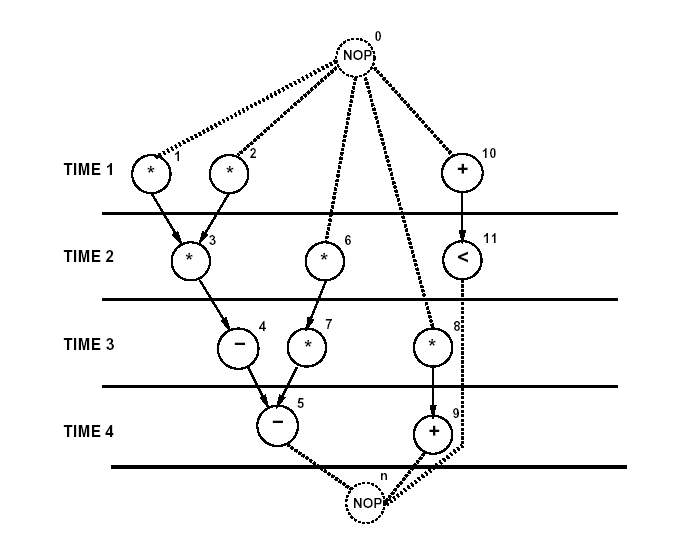 0
NOP
TIME 1 * 1 * 2 + 10
TIME 2 * 3 * 6 < 11
TIME 3 − 4 * 7 * 8
TIME 4 − 5 + 9
n
NOP